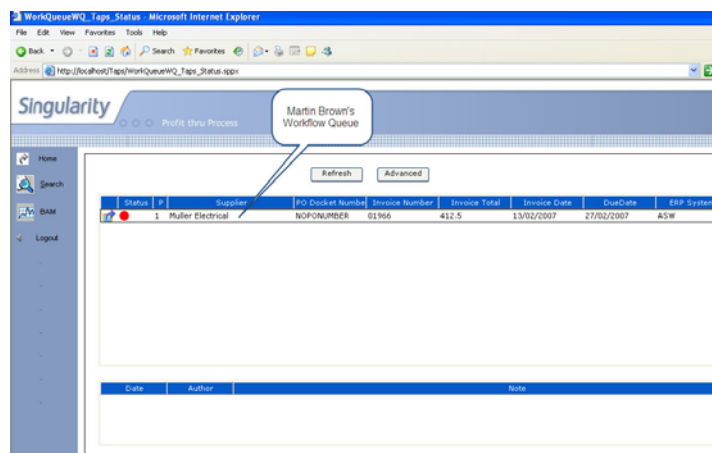 WorkQueueWQ_Taps_Status - Microsoft Internet Explorer
File Edit View Favorites Tools Help
Back Search Favorites
Address http://localhost/Taps/WorkQueueWQ_Taps_Status.aspx
Singularity
Profit thru Process
Martin Brown's
Workflow Queue
Home
Search
BAM
Logout
Refresh Advanced
Status P Supplier PO Docket Numbe Invoice Number Invoice Total Invoice Date DueDate ERP System
1 Muller Electrical NOPONUMBER 01966 412.5 13/02/2007 27/02/2007 ASW
Date Author Note